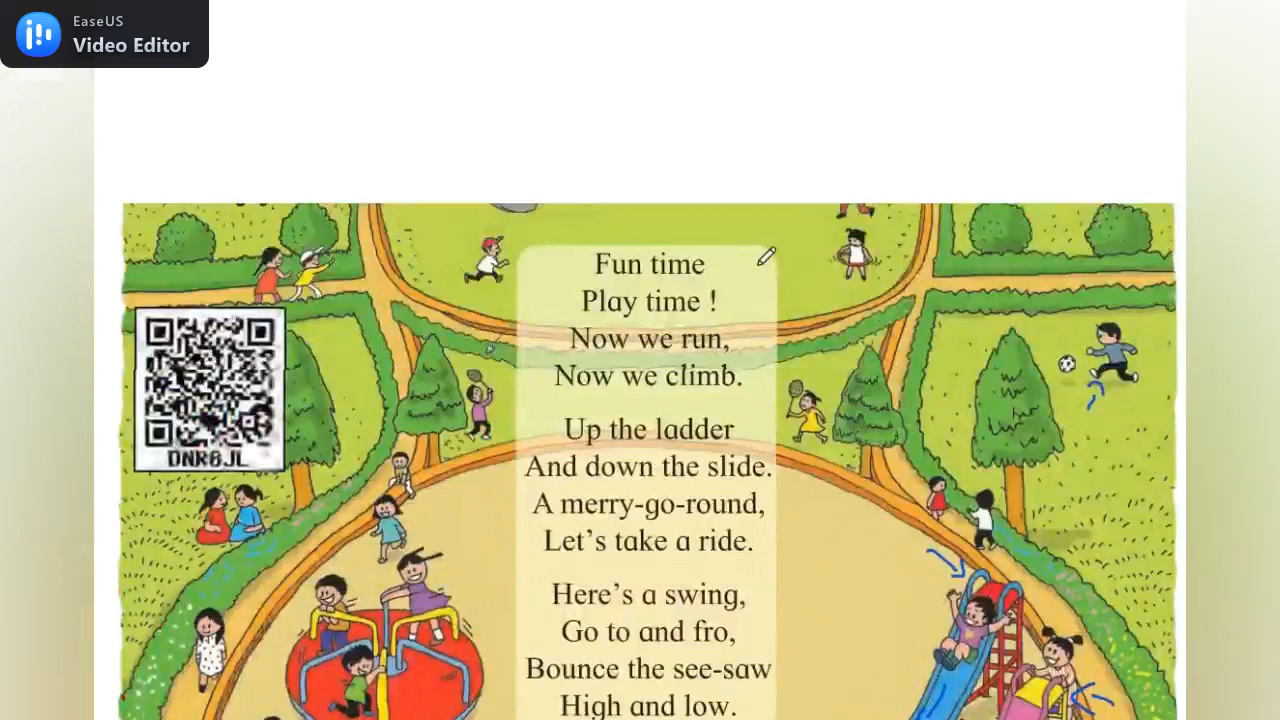 EaseUS
Video Editor
Fun time
Play time !
Now we run,
Now we climb.
Up the ladder
And down the slide.
A merry-go-round,
Let's take a ride.
Here's a swing,
Go to and fro,
Bounce the see-saw
High and low.
DNR8JL